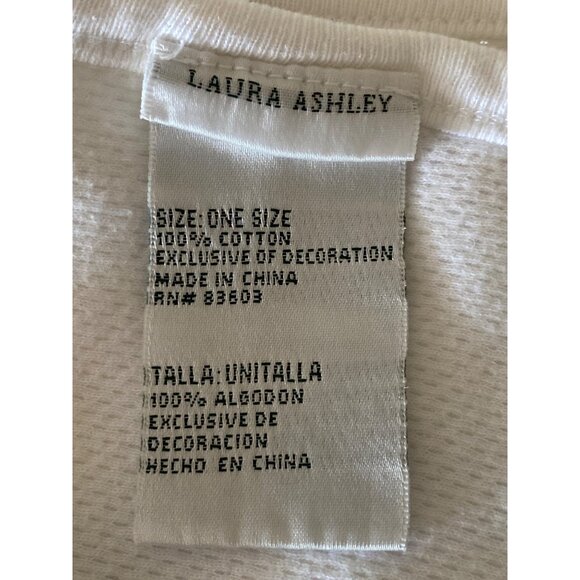 LAURA ASHLEY
SIZE: ONE SIZE
100% COTTON
EXCLUSIVE OF DECORATION
MADE IN CHINA
RN# 83603
TALLA: UNITALLA
100% ALGODON
EXCLUSIVE DE
DECORACION
HECHO EN CHINA